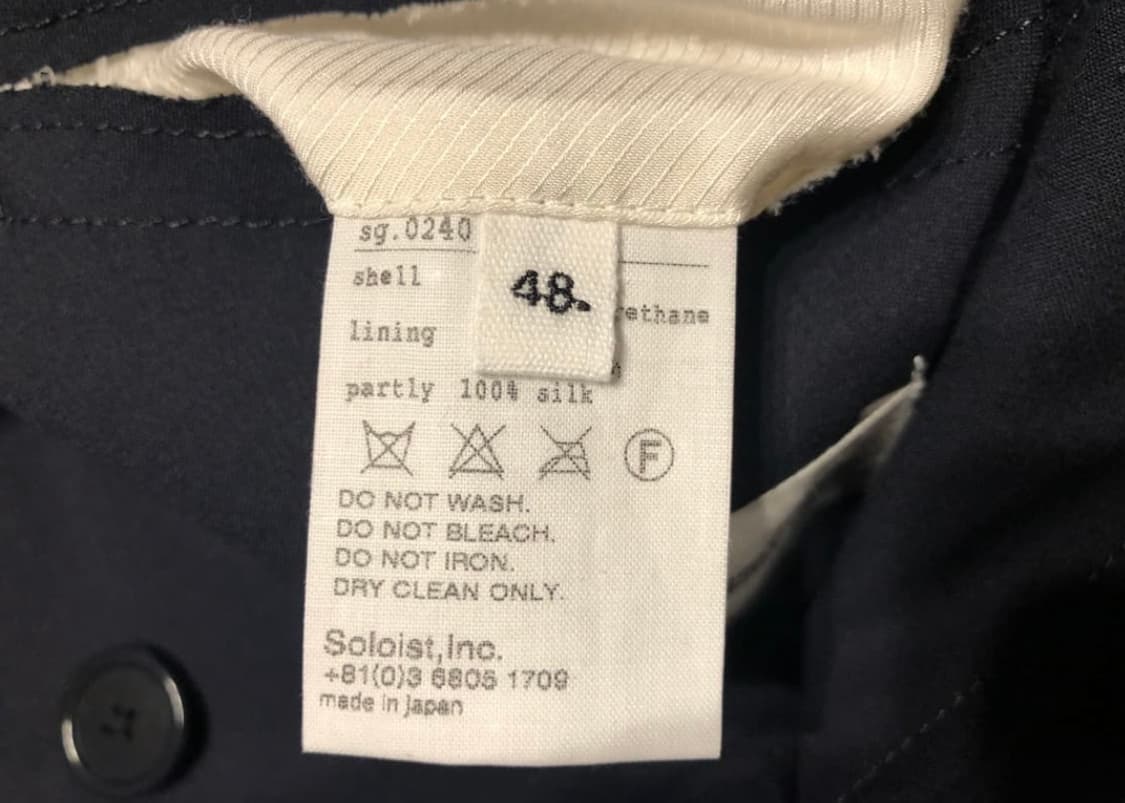 sg.0240
48.
shell
lining
partly 100% silk
F
DO NOT WASH.
DO NOT BLEACH.
DO NOT IRON.
DRY CLEAN ONLY.
Soloist,Inc.
+81(0)3 6805 1709
made in japan